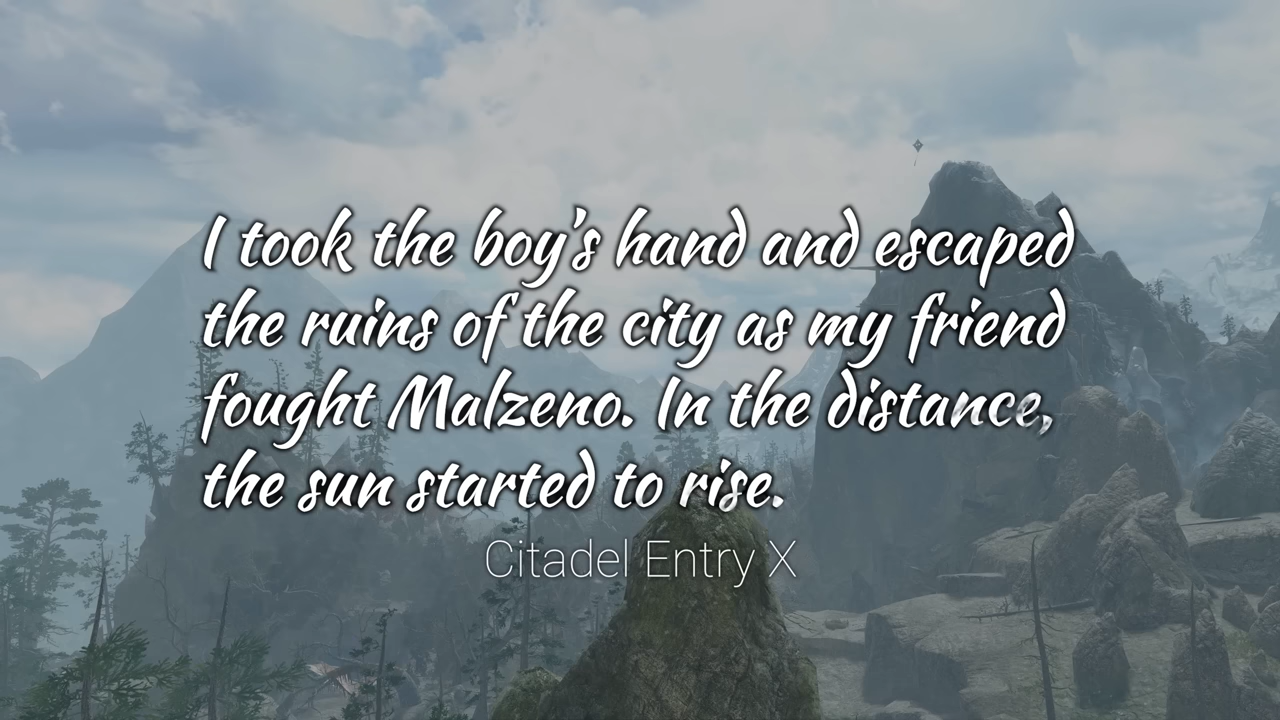 I took the boy's hand and escaped
the ruins of the city as my friend
fought Malzeno. In the distance,
the sun started to rise.
Citadel Entry X